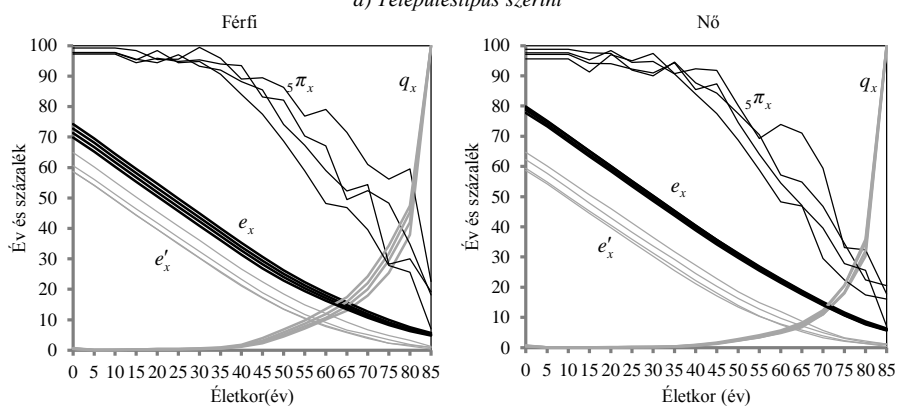 a) Településtípus szerint
Férfi
Nő
Év és százalék
100
90
80
70
60
50
40
30
20
10
0
₅πₓ
qₓ
eₓ
e′ₓ
0 5 10 15 20 25 30 35 40 45 50 55 60 65 70 75 80 85
Életkor(év)
Év és százalék
100
90
80
70
60
50
40
30
20
10
0
₅πₓ
qₓ
eₓ
e′ₓ
0 5 10 15 20 25 30 35 40 45 50 55 60 65 70 75 80 85
Életkor (év)